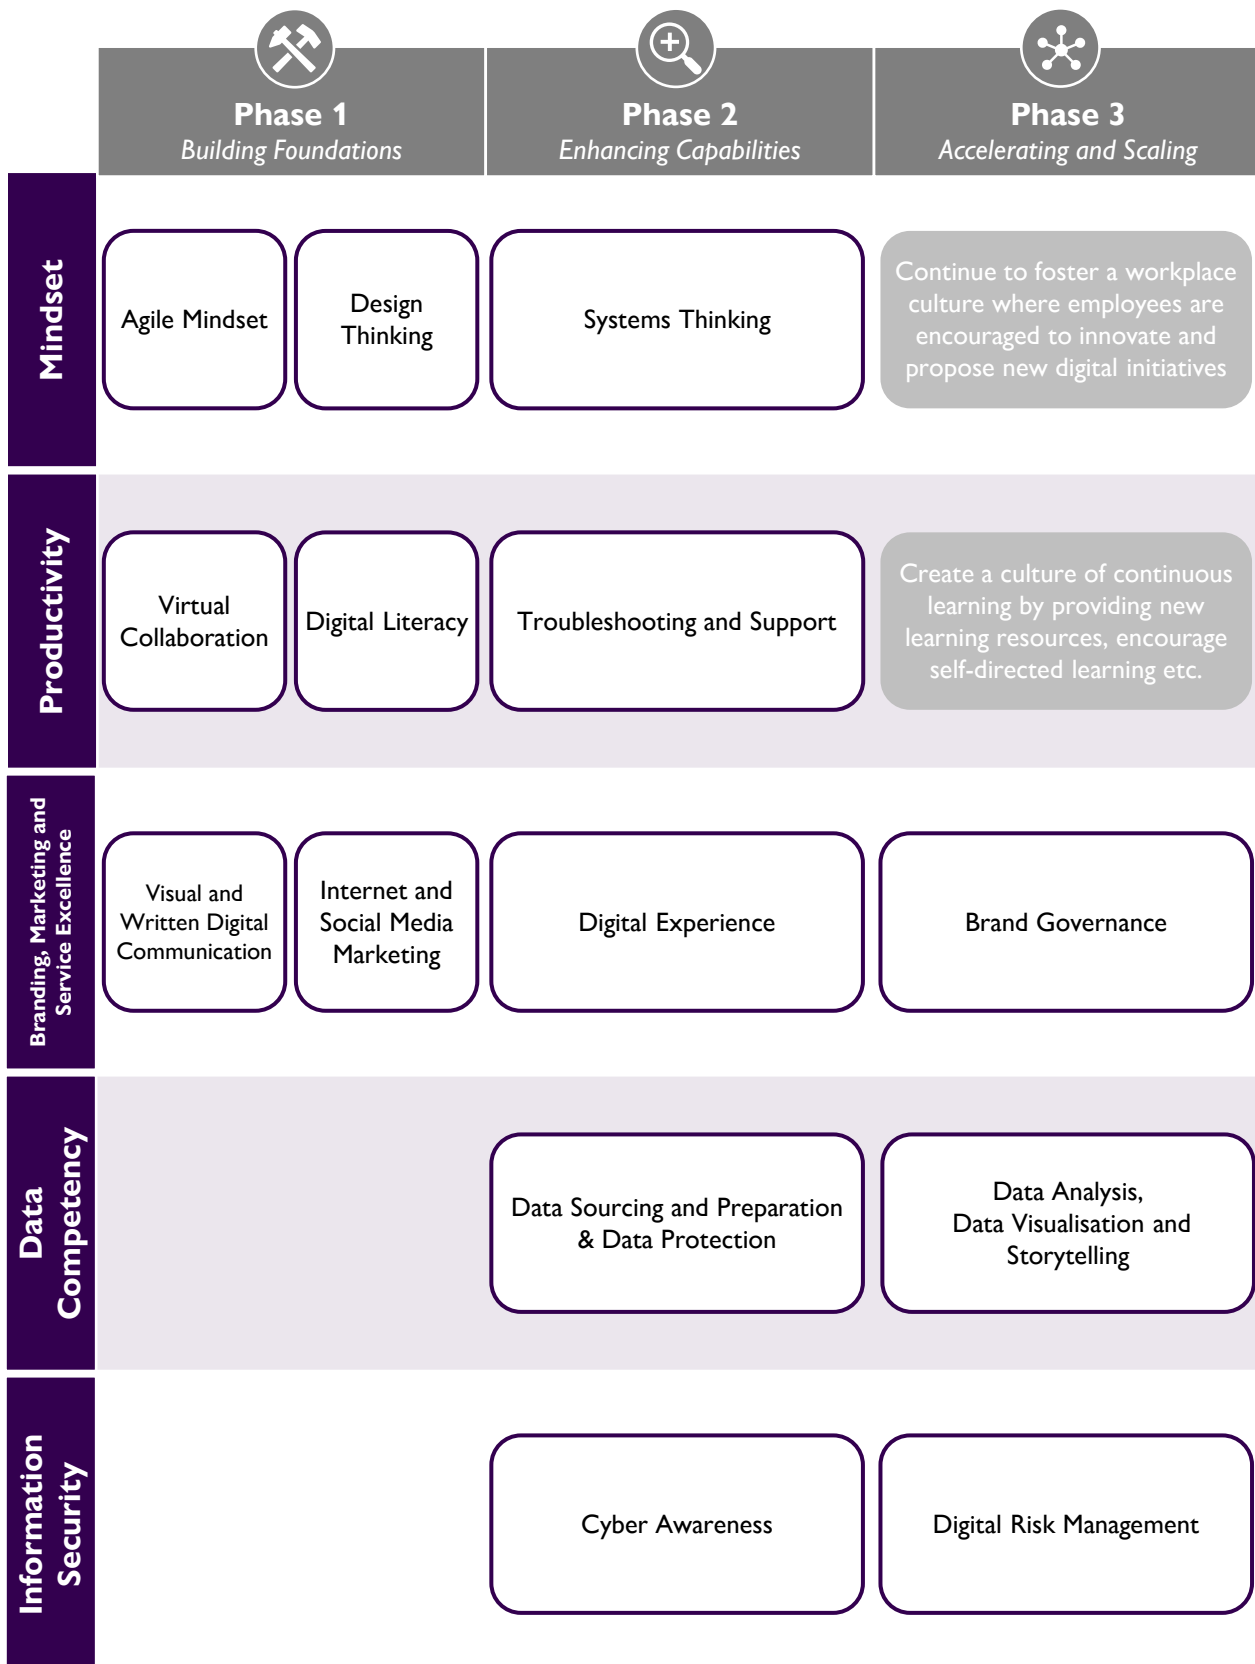 Phase 1
Building Foundations
Phase 2
Enhancing Capabilities
Phase 3
Accelerating and Scaling
Mindset
Agile Mindset
Design
Thinking
Systems Thinking
Continue to foster a workplace
culture where employees are
encouraged to innovate and
propose new digital initiatives
Productivity
Virtual
Collaboration
Digital Literacy
Troubleshooting and Support
Create a culture of continuous
learning by providing new
learning resources, encourage
self-directed learning etc.
Branding, Marketing and
Service Excellence
Visual and
Written Digital
Communication
Internet and
Social Media
Marketing
Digital Experience
Brand Governance
Data
Competency
Data Sourcing and Preparation
& Data Protection
Data Analysis,
Data Visualisation and
Storytelling
Information
Security
Cyber Awareness
Digital Risk Management